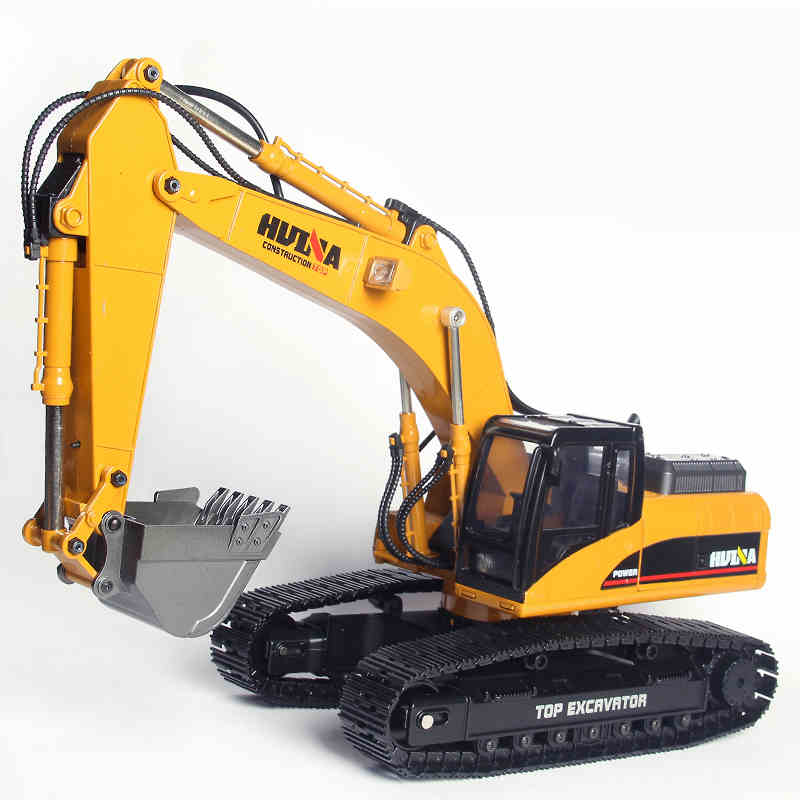 HUINA
CONSTRUCTION
POWER
HUINA
TOP EXCAVATOR